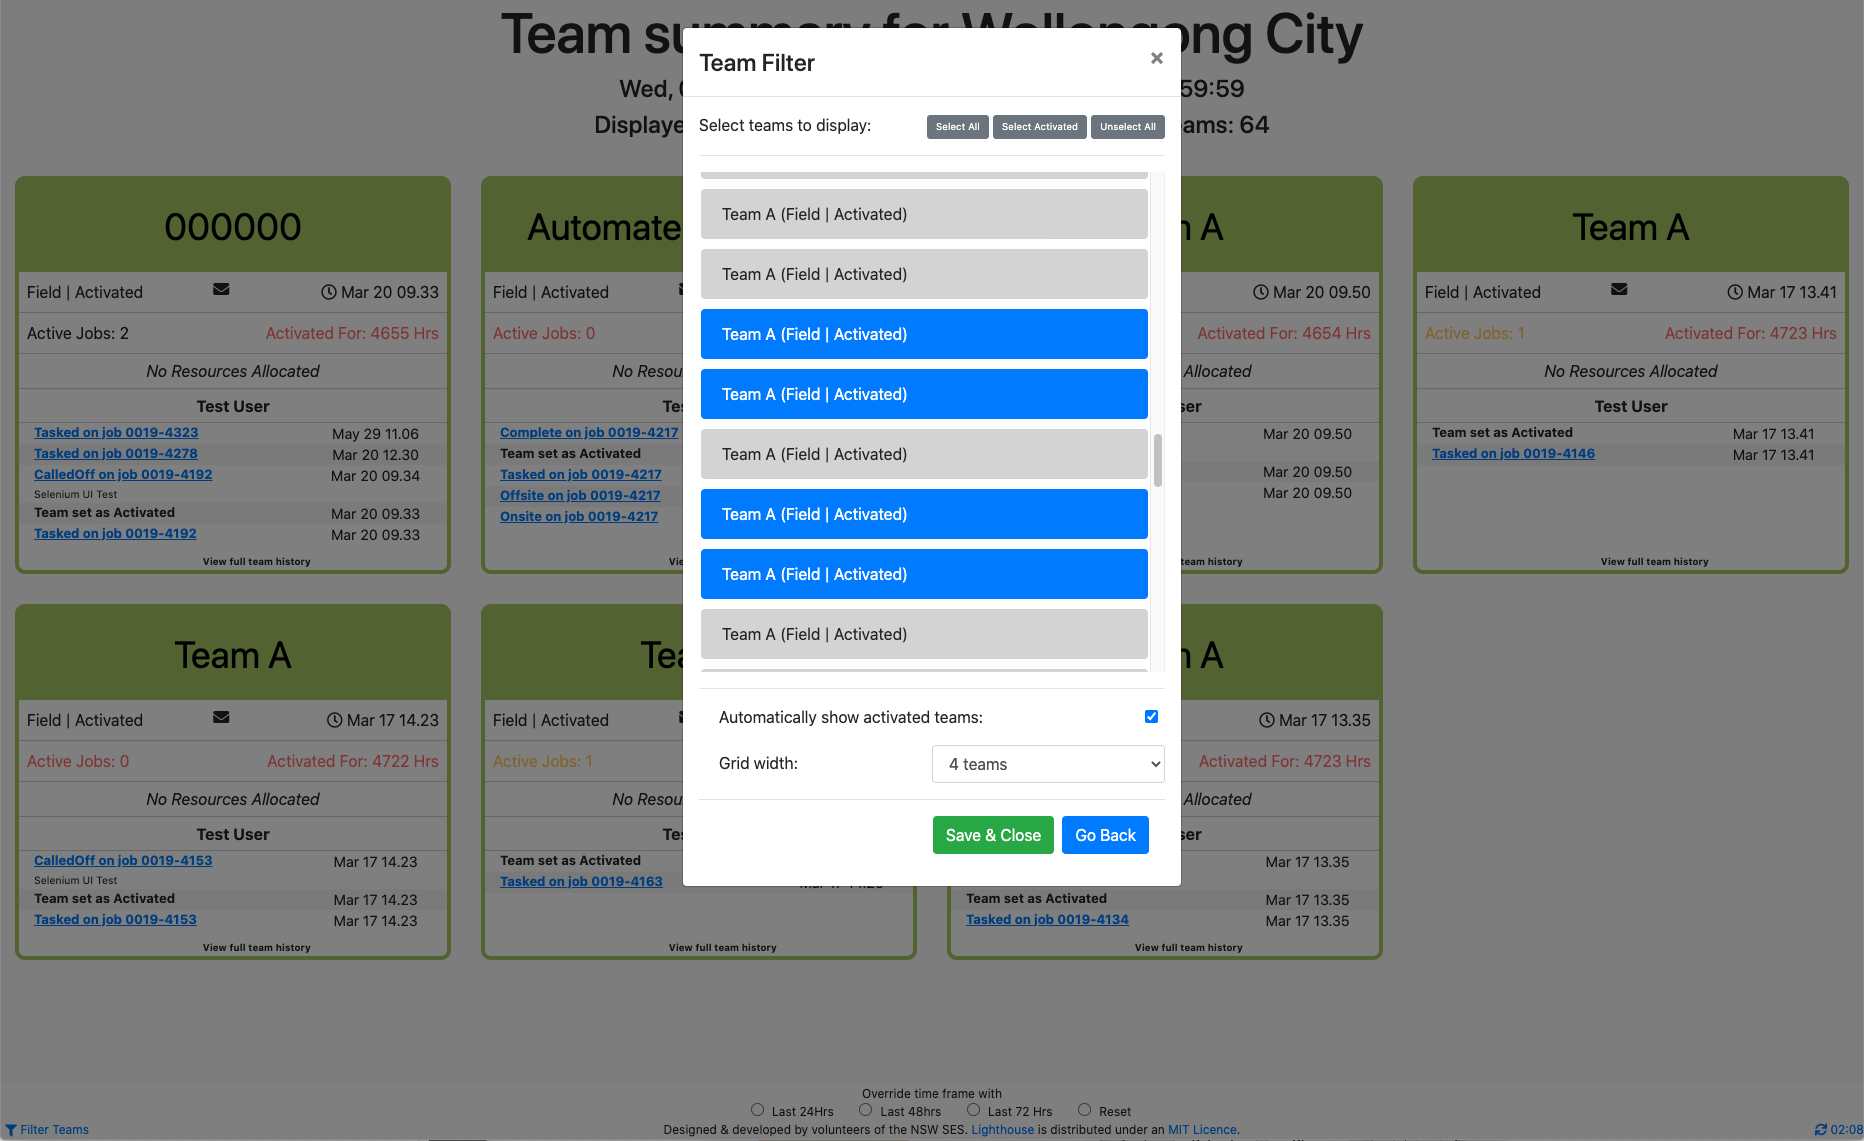 Team su
ong City
Wed,
59:59
Displaye
ams: 64
Team Filter
×
Select teams to display:
Select All
Select Activated
Unselect All
Team A (Field | Activated)
Team A (Field | Activated)
Team A (Field | Activated)
Team A (Field | Activated)
Team A (Field | Activated)
Team A (Field | Activated)
Team A (Field | Activated)
Team A (Field | Activated)
Automatically show activated teams:
Grid width:
4 teams
Save & Close
Go Back
000000
Field | Activated
Mar 20 09.33
Active Jobs: 2
Activated For: 4655 Hrs
No Resources Allocated
Test User
Tasked on job 0019-4323 May 29 11.06
Tasked on job 0019-4278 Mar 20 12.30
CalledOff on job 0019-4192 Mar 20 09.34
Selenium UI Test
Team set as Activated Mar 20 09.33
Tasked on job 0019-4192 Mar 20 09.33
View full team history
Automate
Field | Activated
Active Jobs: 0
No Resou
Te
Complete on job 0019-4217
Team set as Activated
Tasked on job 0019-4217
Offsite on job 0019-4217
Onsite on job 0019-4217
Vie
A
Mar 20 09.50
Activated For: 4654 Hrs
Allocated
ser
Mar 20 09.50
Mar 20 09.50
Mar 20 09.50
team history
Team A
Field | Activated
Mar 17 13.41
Active Jobs: 1
Activated For: 4723 Hrs
No Resources Allocated
Test User
Team set as Activated Mar 17 13.41
Tasked on job 0019-4146 Mar 17 13.41
View full team history
Team A
Field | Activated
Mar 17 14.23
Active Jobs: 0
Activated For: 4722 Hrs
No Resources Allocated
Test User
CalledOff on job 0019-4153 Mar 17 14.23
Selenium UI Test
Team set as Activated Mar 17 14.23
Tasked on job 0019-4153 Mar 17 14.23
View full team history
Tea
Field | Activated
Active Jobs: 1
No Resou
Te
Team set as Activated
Tasked on job 0019-4163
View full team history
A
Mar 17 13.35
Activated For: 4723 Hrs
Allocated
ser
Mar 17 13.35
Team set as Activated Mar 17 13.35
Tasked on job 0019-4134 Mar 17 13.35
View full team history
Override time frame with
Last 24Hrs
Last 48hrs
Last 72 Hrs
Reset
Filter Teams
Designed & developed by volunteers of the NSW SES. Lighthouse is distributed under an MIT Licence.
02:08